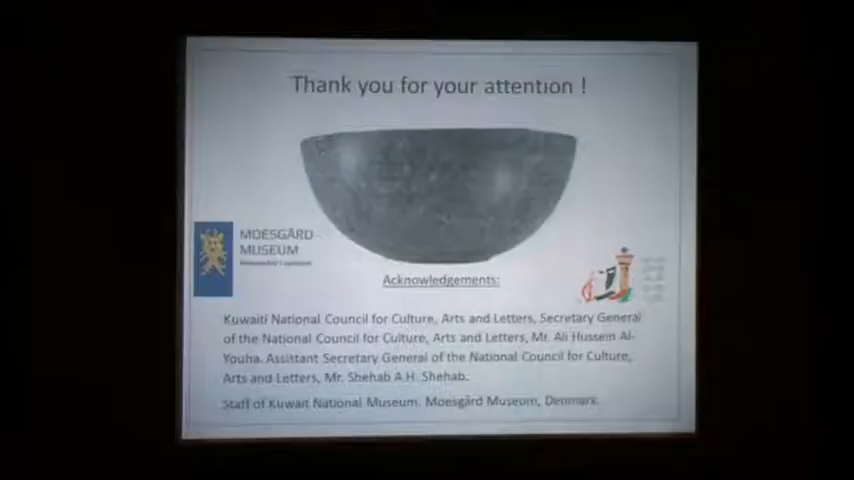 Thank you for your attention !
MOESGÅRD
MUSEUM
Acknowledgements:
Kuwaiti National Council for Culture, Arts and Letters, Secretary General
of the National Council for Culture, Arts and Letters, Mr. Ali Hussein Al-
Youha. Assistant Secretary General of the National Council for Culture,
Arts and Letters, Mr. Shehab A.H. Shehab.
Staff of Kuwait National Museum. Moesgård Museum, Denmark.